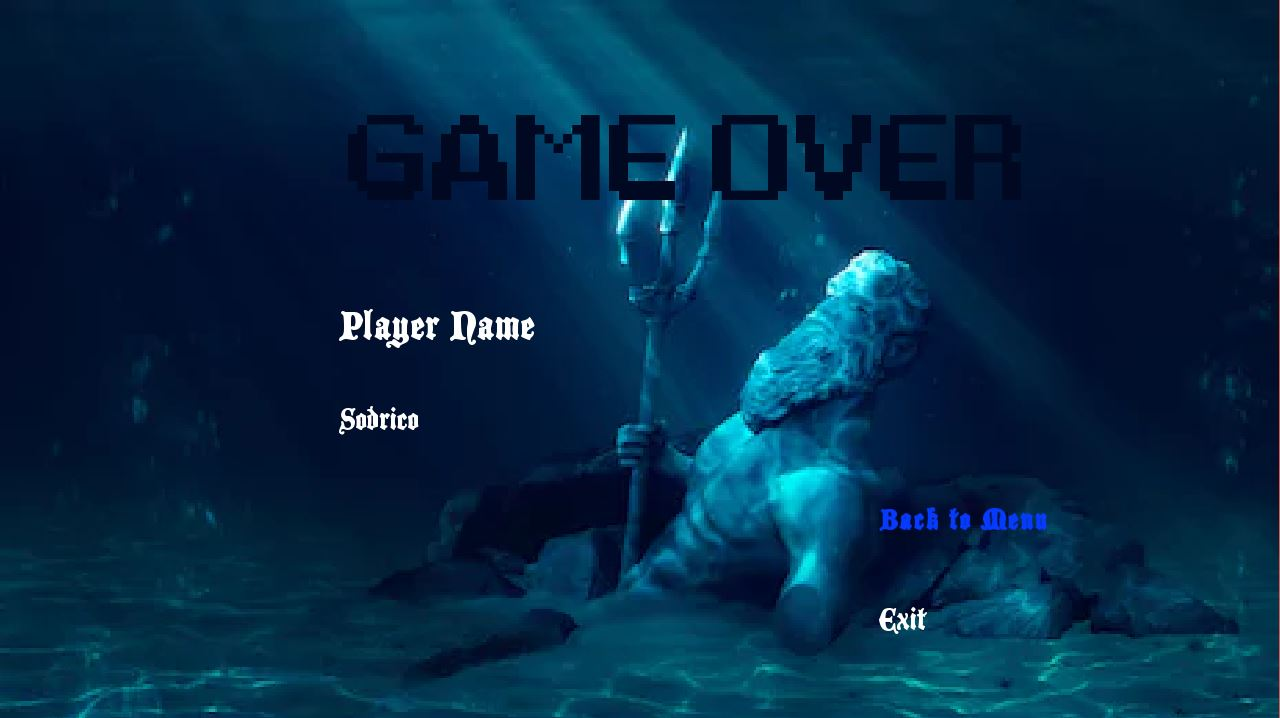 GAME OVER
Player Name
Sodrico
Back to Menu
Exit